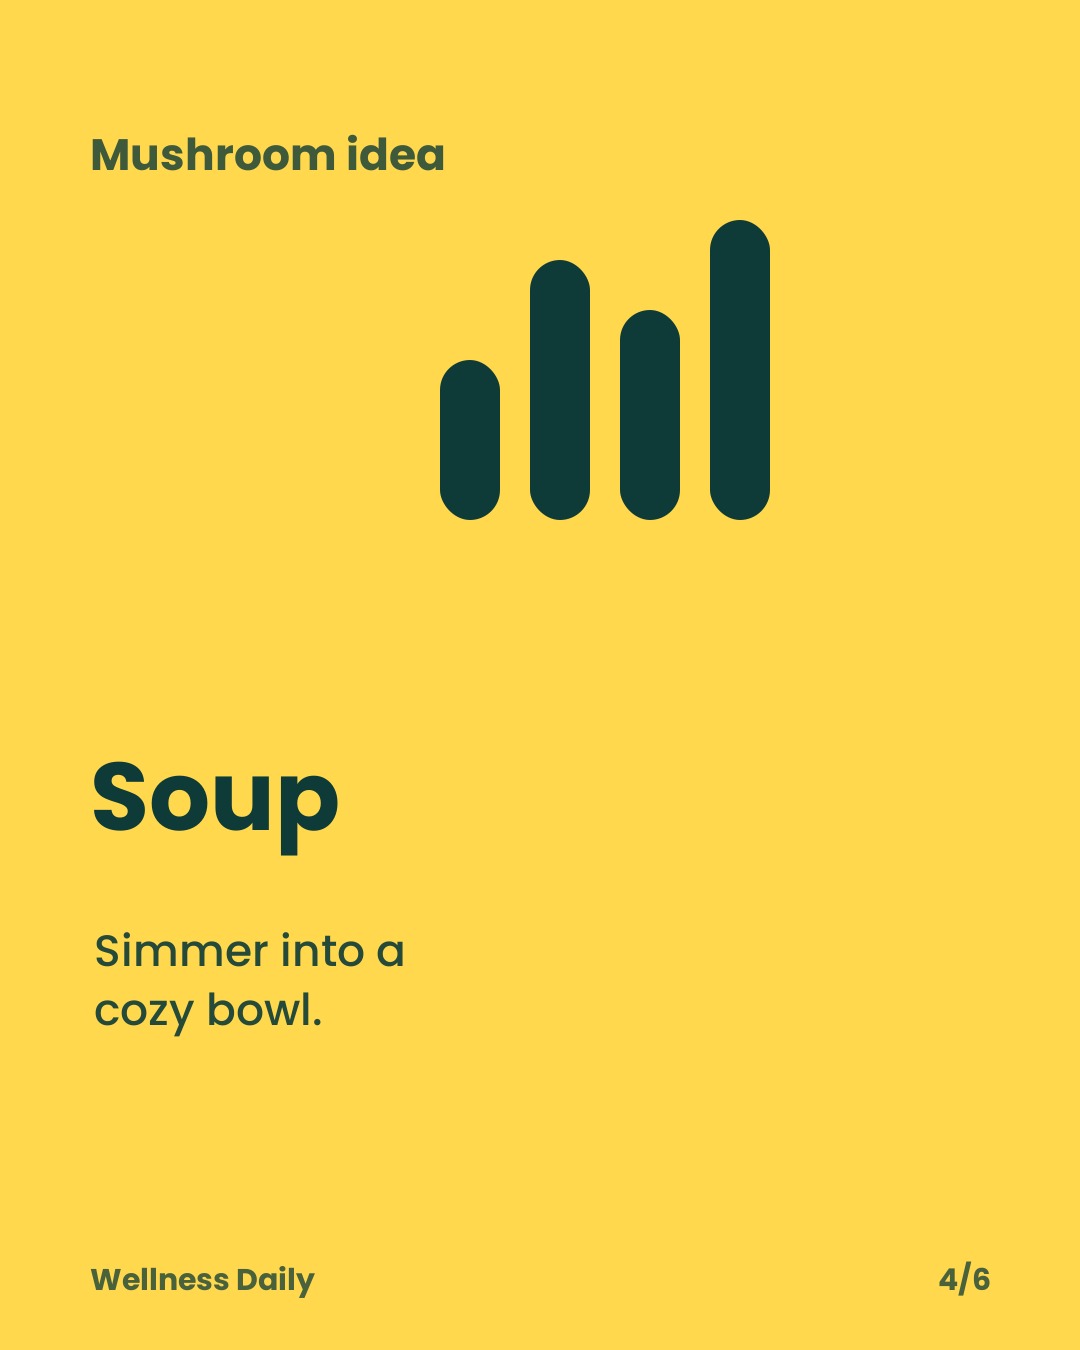 Mushroom idea
Soup
Simmer into a
cozy bowl.
Wellness Daily
4/6